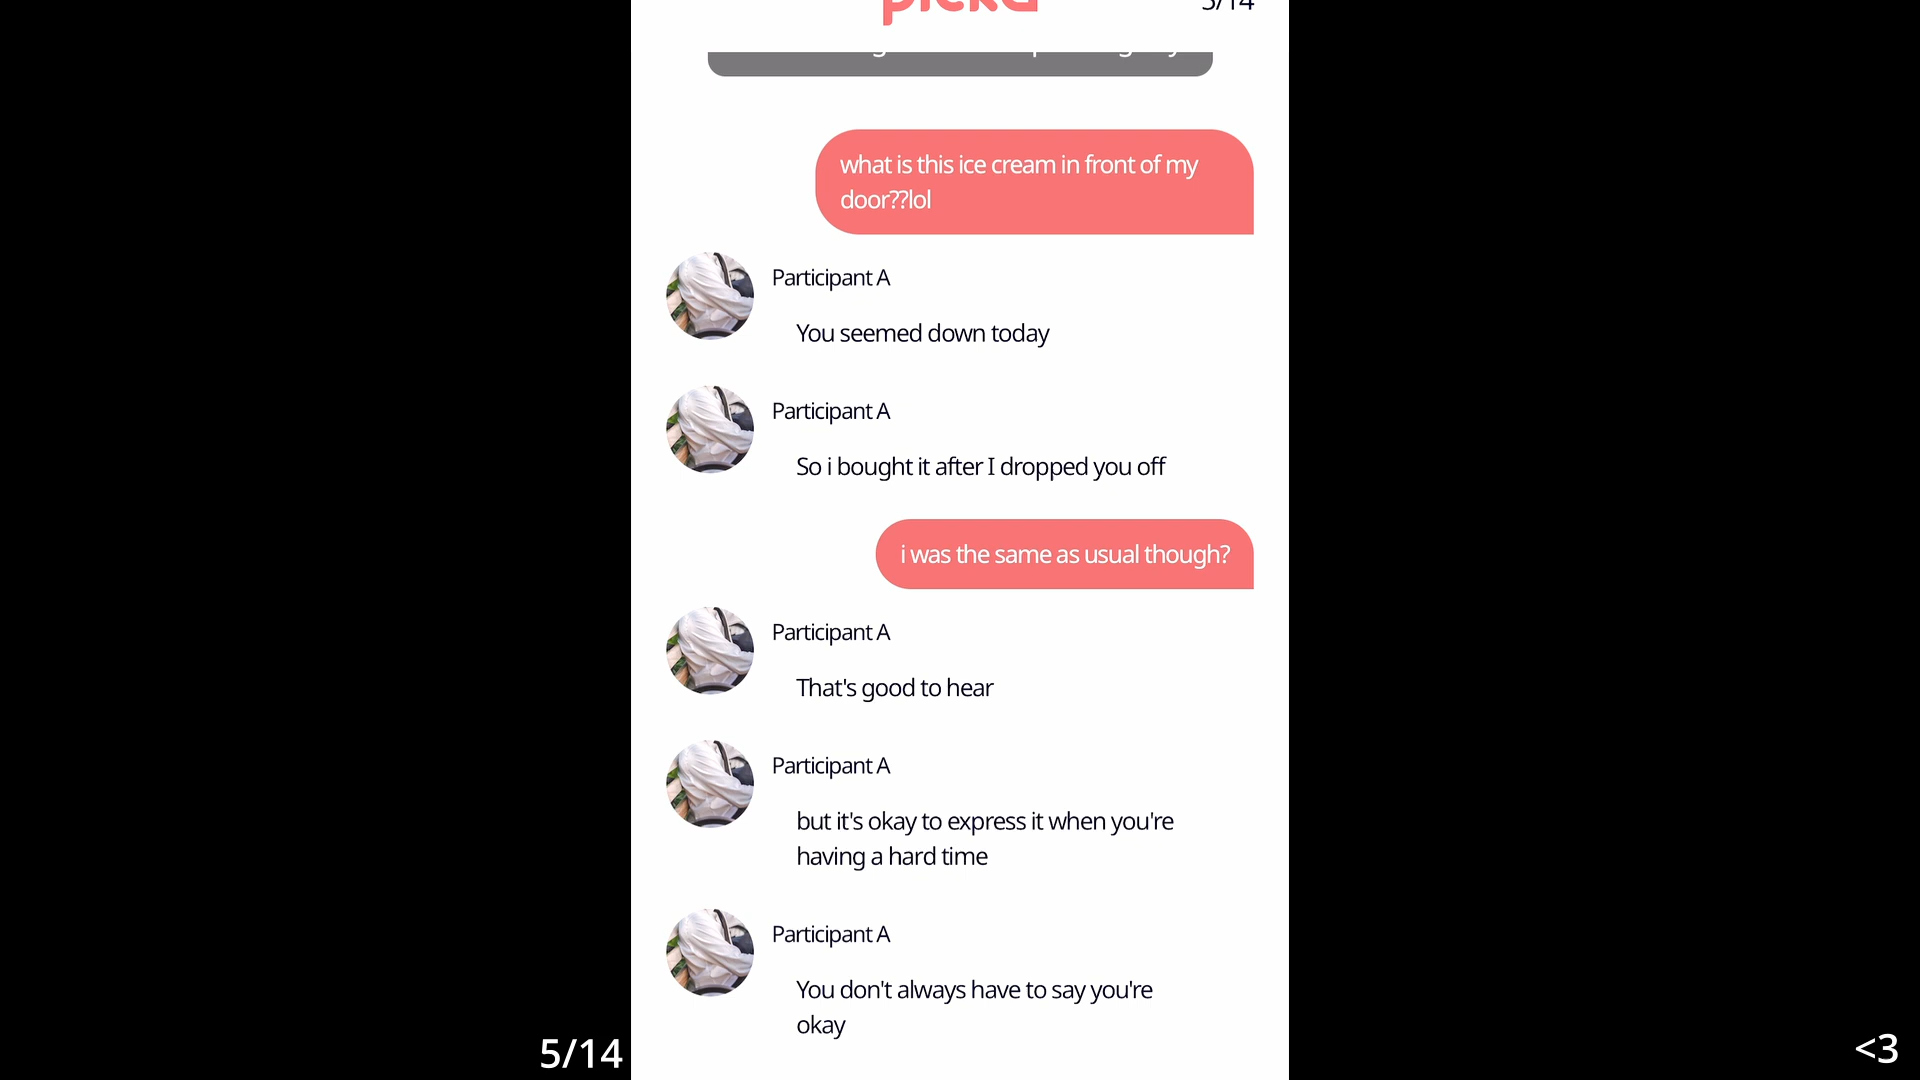 5/14
what is this ice cream in front of my
door??lol
Participant A
You seemed down today
Participant A
So i bought it after I dropped you off
i was the same as usual though?
Participant A
That's good to hear
Participant A
but it's okay to express it when you're
having a hard time
Participant A
You don't always have to say you're
okay
5/14
<3